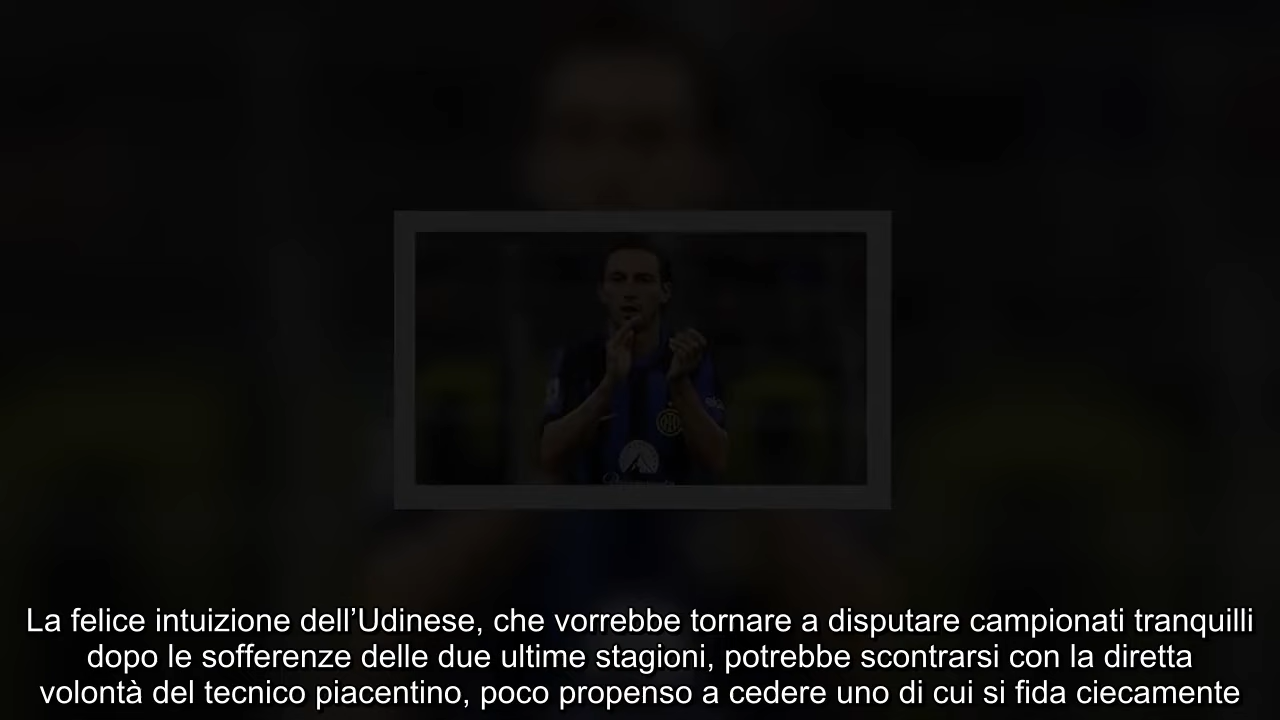 La felice intuizione dell’Udinese, che vorrebbe tornare a disputare campionati tranquilli
dopo le sofferenze delle due ultime stagioni, potrebbe scontrarsi con la diretta
volontà del tecnico piacentino, poco propenso a cedere uno di cui si fida ciecamente